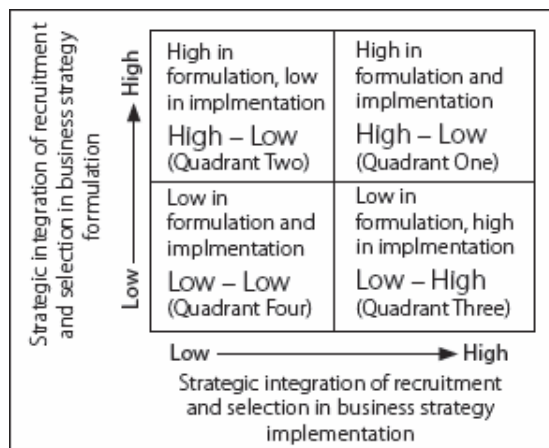 Strategic integration of recruitment
and selection in business strategy
formulation
Low
High
High in
formulation, low
in implmentation
High – Low
(Quadrant Two)
High in
formulation and
implmentation
High – Low
(Quadrant One)
Low in
formulation and
implmentation
Low – Low
(Quadrant Four)
Low in
formulation, high
in implmentation
Low – High
(Quadrant Three)
Low
High
Strategic integration of recruitment
and selection in business strategy
implementation